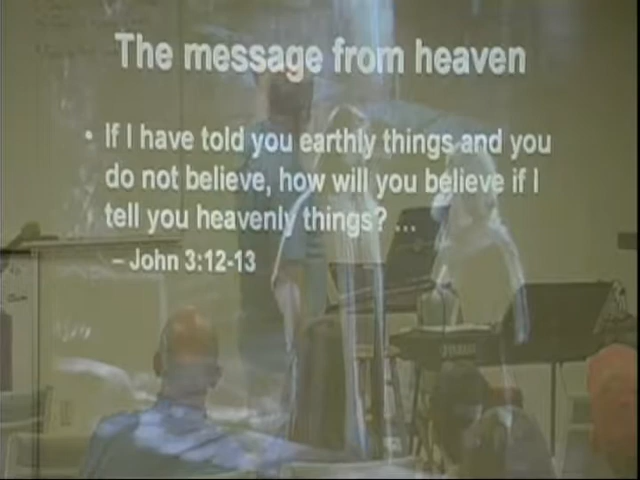 The message from heaven
• If I have told you earthly things and you
do not believe, how will you believe if I
tell you heavenly things? ...
– John 3:12-13
YAMAHA